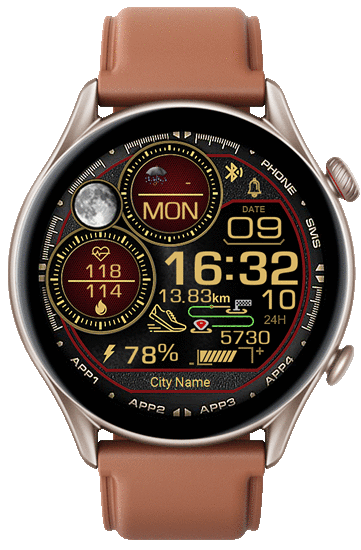 MON
DATE
09
PHONE
SMS
118
114
16:32
13.83km
10
24H
5730
78%
- +
City Name
APP1
APP2
APP3
APP4